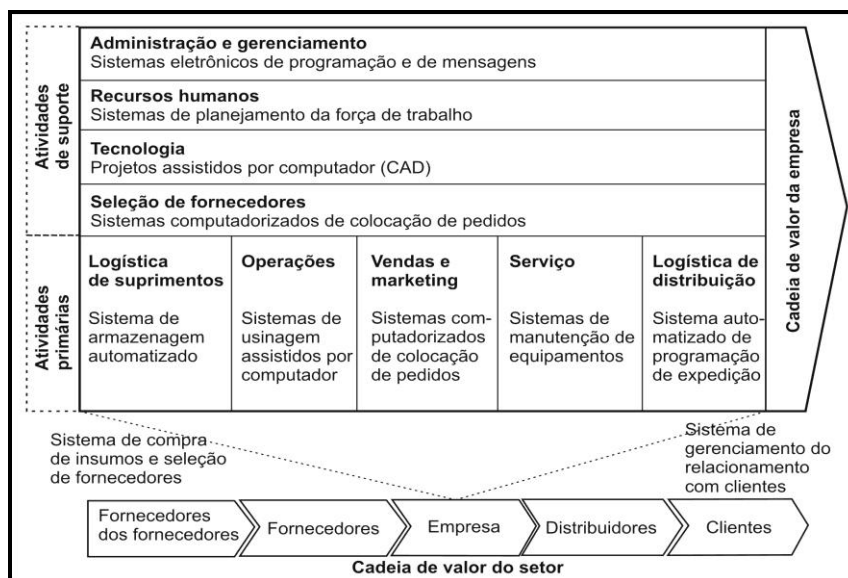 Atividades
de suporte
Administração e gerenciamento
Sistemas eletrônicos de programação e de mensagens
Recursos humanos
Sistemas de planejamento da força de trabalho
Tecnologia
Projetos assistidos por computador (CAD)
Seleção de fornecedores
Sistemas computadorizados de colocação de pedidos
Atividades
primárias
Logística
de suprimentos
Sistema de
armazenagem
automatizado
Operações
Sistemas de
usinagem
assistidos por
computador
Vendas e
marketing
Sistemas com-
putadorizados
de colocação
de pedidos
Serviço
Sistemas de
manutenção de
equipamentos
Logística de
distribuição
Sistema auto-
matizado de
programação
de expedição
Cadeia de valor da empresa
Sistema de compra
de insumos e seleção
de fornecedores
Sistema de
gerenciamento do
relacionamento
com clientes
Fornecedores
dos fornecedores
Fornecedores
Empresa
Distribuidores
Clientes
Cadeia de valor do setor